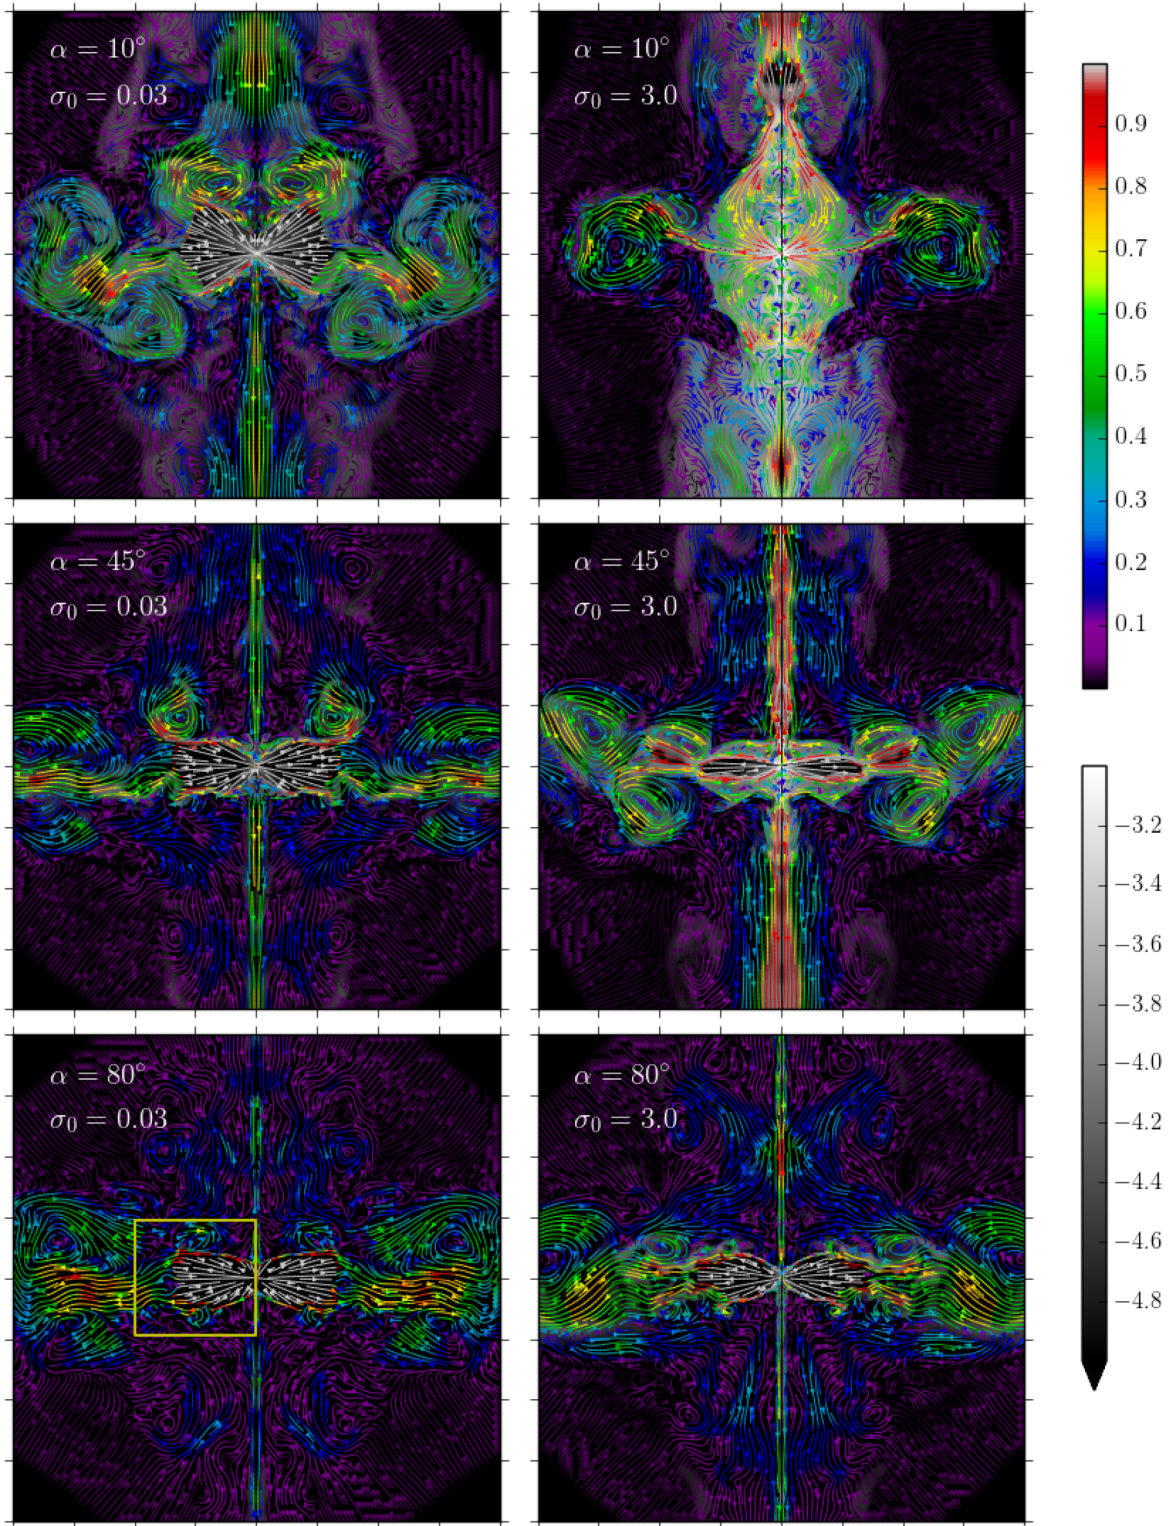 α = 10°
σ₀ = 0.03
α = 10°
σ₀ = 3.0
α = 45°
σ₀ = 0.03
α = 45°
σ₀ = 3.0
α = 80°
σ₀ = 0.03
α = 80°
σ₀ = 3.0
0.9
0.8
0.7
0.6
0.5
0.4
0.3
0.2
0.1
−3.2
−3.4
−3.6
−3.8
−4.0
−4.2
−4.4
−4.6
−4.8